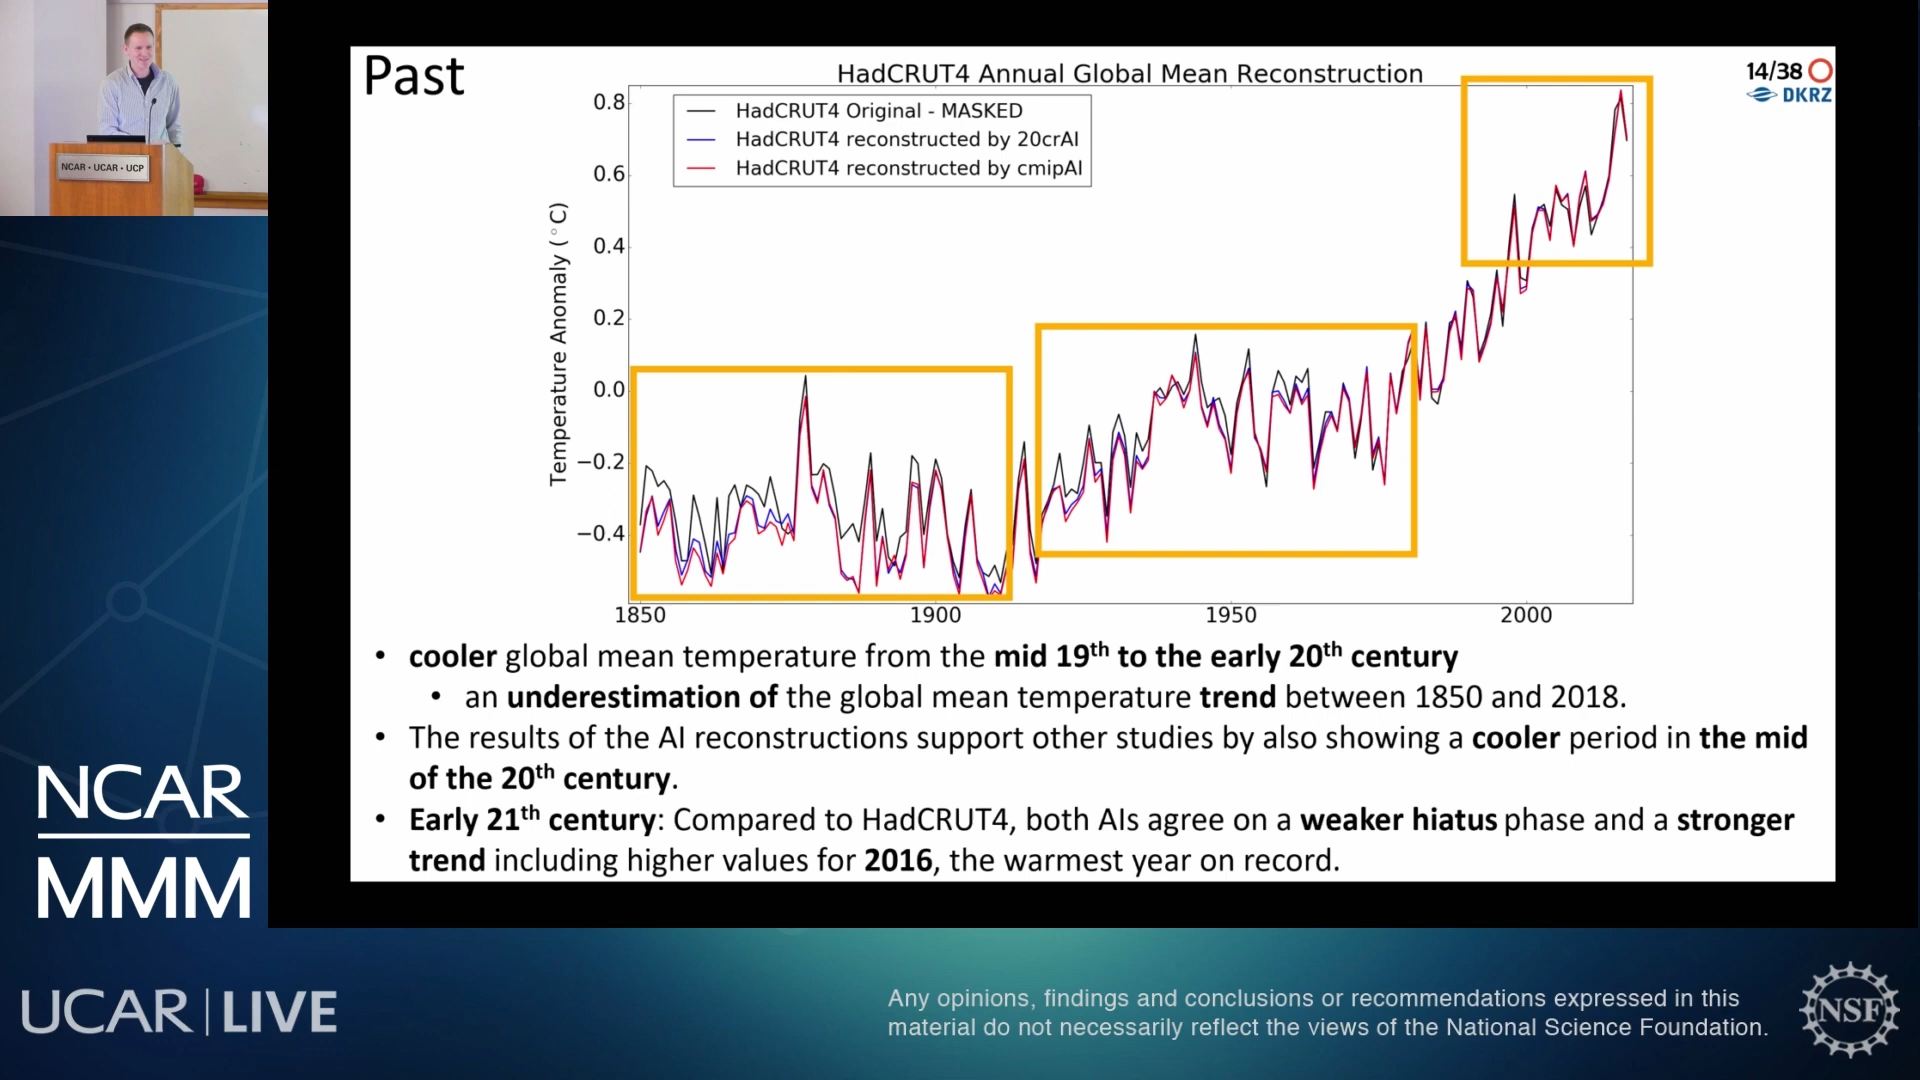 NCAR • UCAR • UCP
Past
HadCRUT4 Annual Global Mean Reconstruction
14/38
DKRZ
HadCRUT4 Original - MASKED
HadCRUT4 reconstructed by 20crAI
HadCRUT4 reconstructed by cmipAI
Temperature Anomaly (°C)
0.8
0.6
0.4
0.2
0.0
−0.2
−0.4
1850 1900 1950 2000
• cooler global mean temperature from the mid 19th to the early 20th century
• an underestimation of the global mean temperature trend between 1850 and 2018.
• The results of the AI reconstructions support other studies by also showing a cooler period in the mid
of the 20th century.
• Early 21th century: Compared to HadCRUT4, both AIs agree on a weaker hiatus phase and a stronger
trend including higher values for 2016, the warmest year on record.
NCAR
MMM
UCAR | LIVE
Any opinions, findings and conclusions or recommendations expressed in this
material do not necessarily reflect the views of the National Science Foundation.
NSF